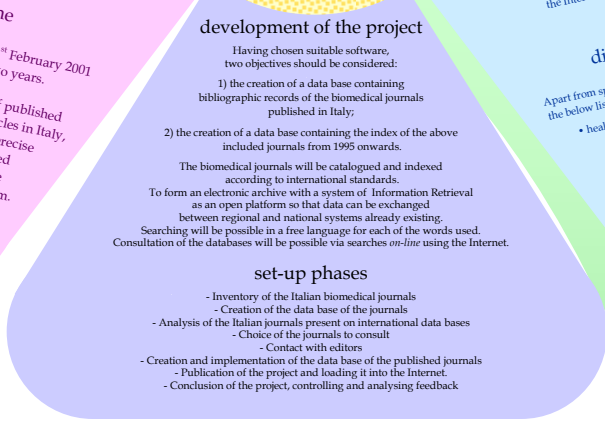 ne
st February 2001
o years.
f published
cles in Italy,
recise
ed
e
m.
development of the project
Having chosen suitable software,
two objectives should be considered:
1) the creation of a data base containing
bibliographic records of the biomedical journals
published in Italy;
2) the creation of a data base containing the index of the above
included journals from 1995 onwards.
The biomedical journals will be catalogued and indexed
according to international standards.
To form an electronic archive with a system of Information Retrieval
as an open platform so that data can be exchanged
between regional and national systems already existing.
Searching will be possible in a free language for each of the words used.
Consultation of the databases will be possible via searches on-line using the Internet.
set-up phases
- Inventory of the Italian biomedical journals
- Creation of the data base of the journals
- Analysis of the Italian journals present on international data bases
- Choice of the journals to consult
- Contact with editors
- Creation and implementation of the data base of the published journals
- Publication of the project and loading it into the Internet.
- Conclusion of the project, controlling and analysing feedback
the Inte
di
Apart from sp
the below lis
• heal